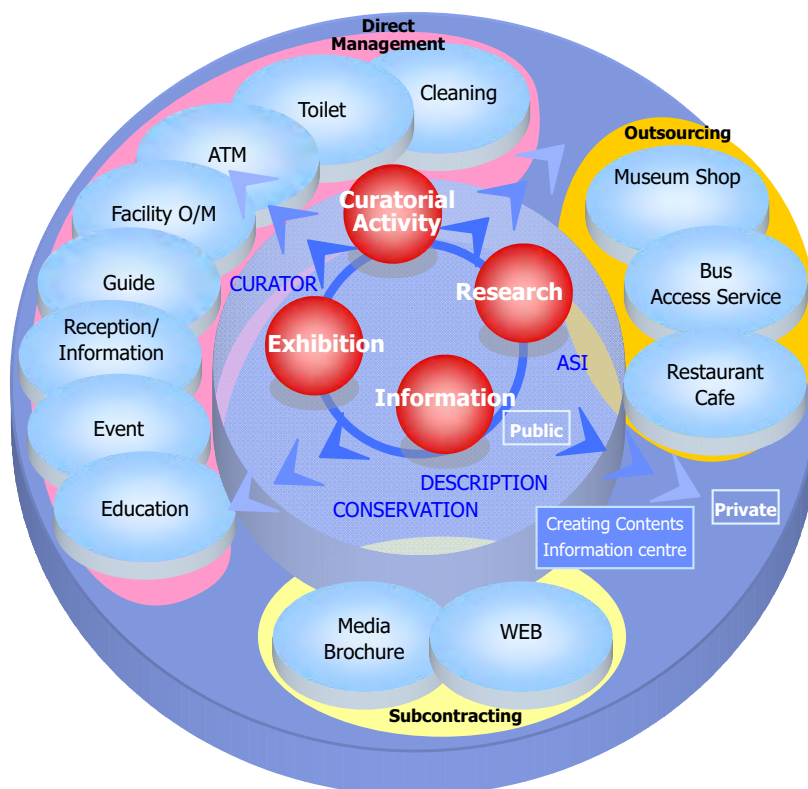 Direct
Management
Cleaning
Toilet
ATM
Facility O/M
Guide
Reception/
Information
Event
Education
Outsourcing
Museum Shop
Bus
Access Service
Restaurant
Cafe
Curatorial
Activity
CURATOR
Research
Exhibition
ASI
Information
Public
DESCRIPTION
CONSERVATION
Private
Creating Contents
Information centre
Media
Brochure
WEB
Subcontracting